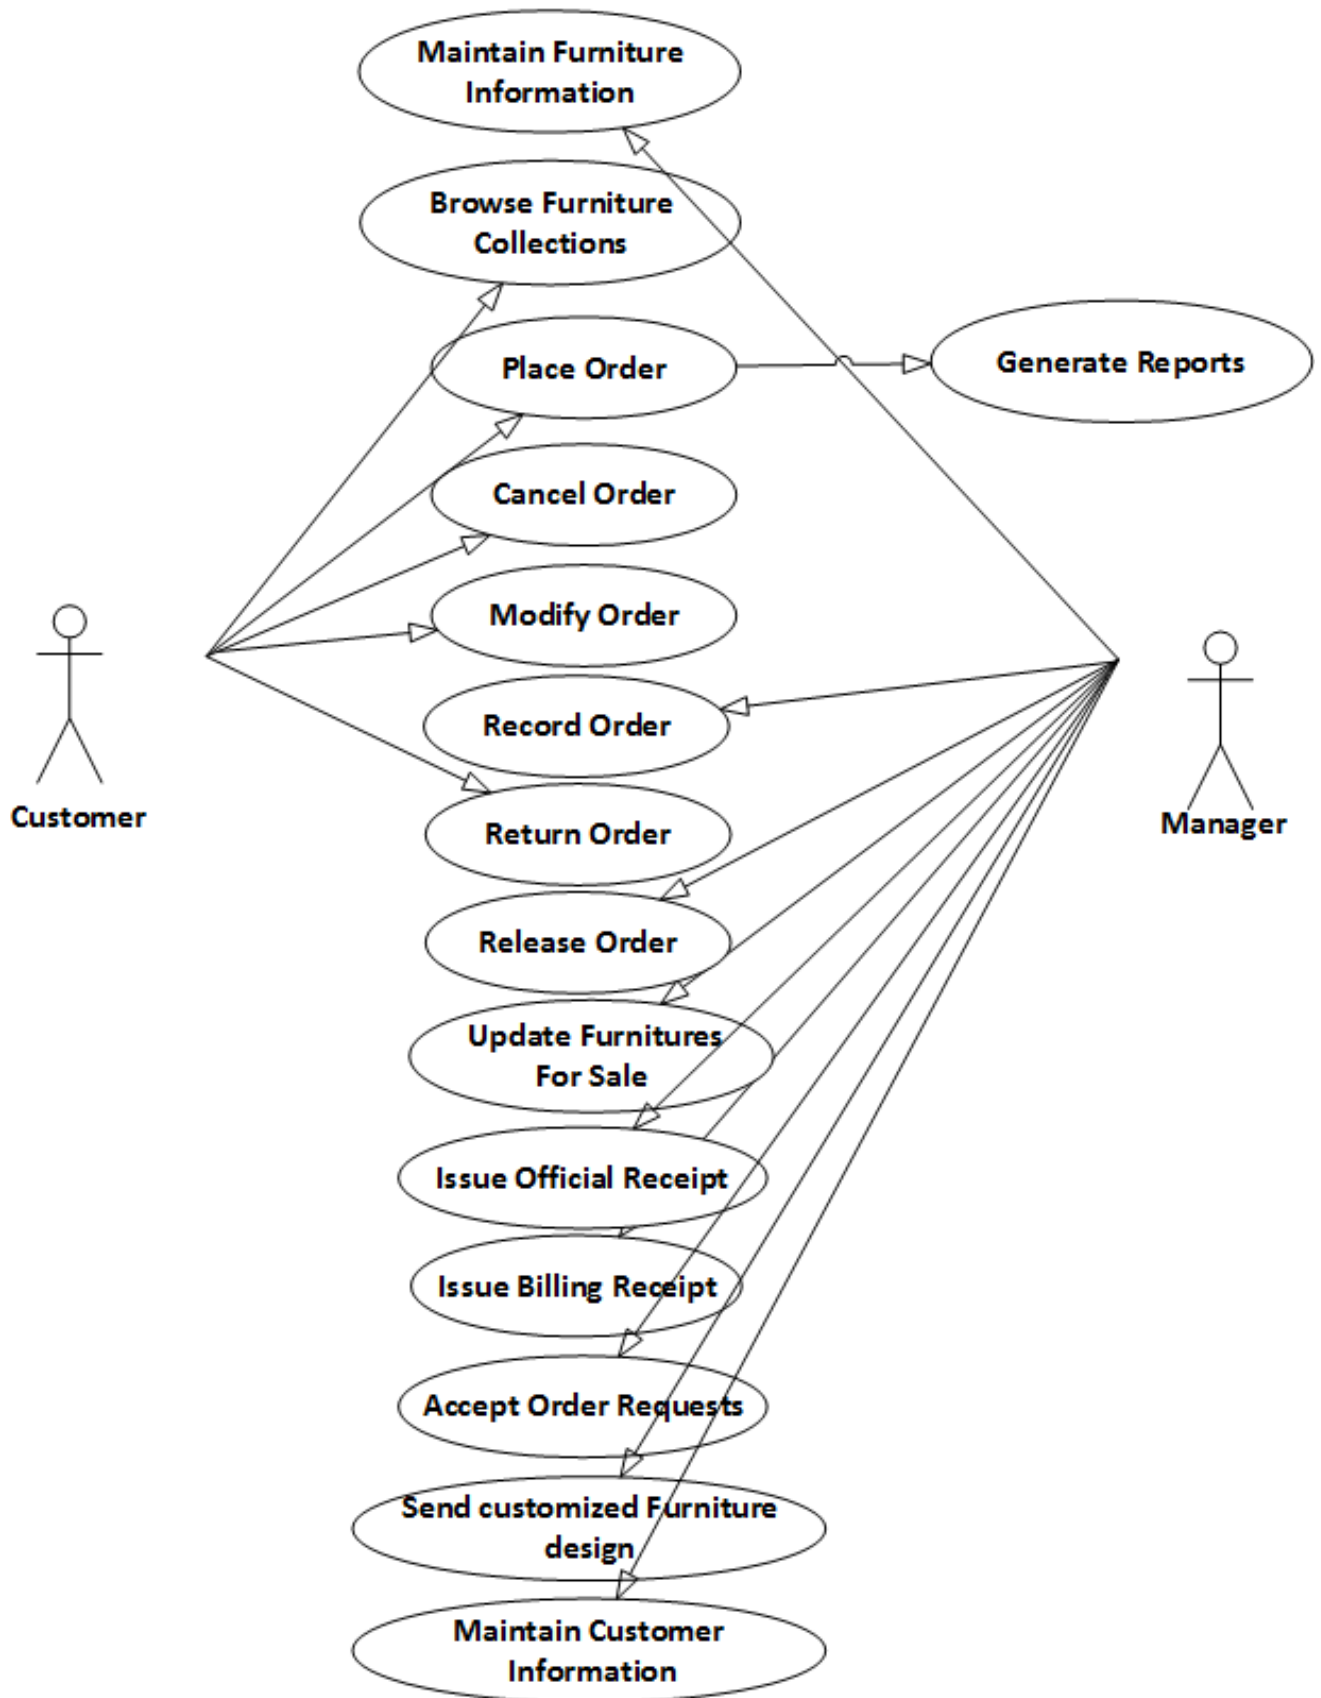 Maintain Furniture
Information
Browse Furniture
Collections
Place Order
Generate Reports
Cancel Order
Modify Order
Record Order
Customer
Manager
Return Order
Release Order
Update Furnitures
For Sale
Issue Official Receipt
Issue Billing Receipt
Accept Order Requests
Send customized Furniture
design
Maintain Customer
Information